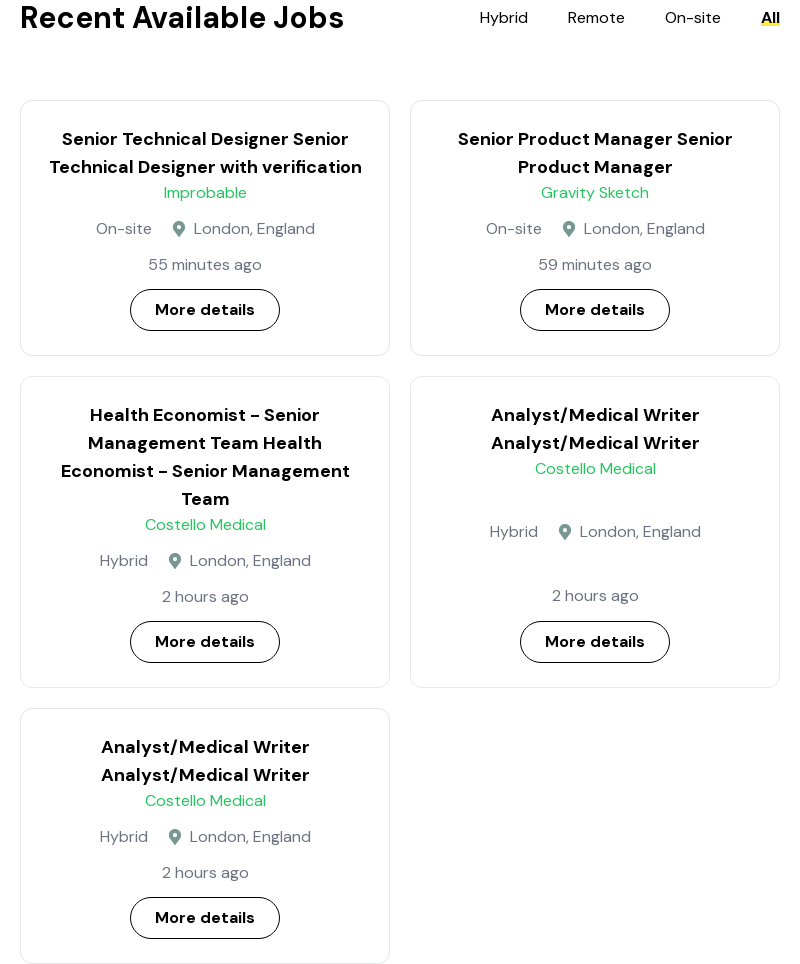 Recent Available Jobs
Hybrid Remote On-site All
Senior Technical Designer Senior
Technical Designer with verification
Improbable
On-site London, England
55 minutes ago
More details
Senior Product Manager Senior
Product Manager
Gravity Sketch
On-site London, England
59 minutes ago
More details
Health Economist – Senior
Management Team Health
Economist – Senior Management
Team
Costello Medical
Hybrid London, England
2 hours ago
More details
Analyst/Medical Writer
Analyst/Medical Writer
Costello Medical
Hybrid London, England
2 hours ago
More details
Analyst/Medical Writer
Analyst/Medical Writer
Costello Medical
Hybrid London, England
2 hours ago
More details